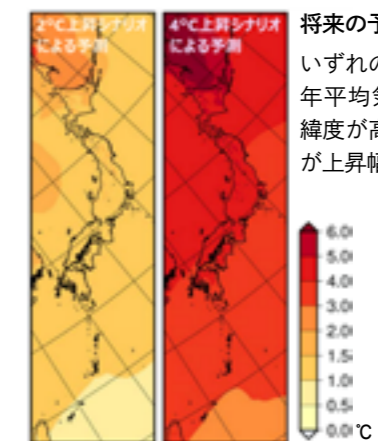 2℃上昇シナリオ
による予測
4℃上昇シナリオ
による予測
将来の予
いずれの
年平均気
緯度が高
が上昇幅
6.0
5.0
4.0
3.0
2.0
1.5
1.0
0.5
0.0
℃